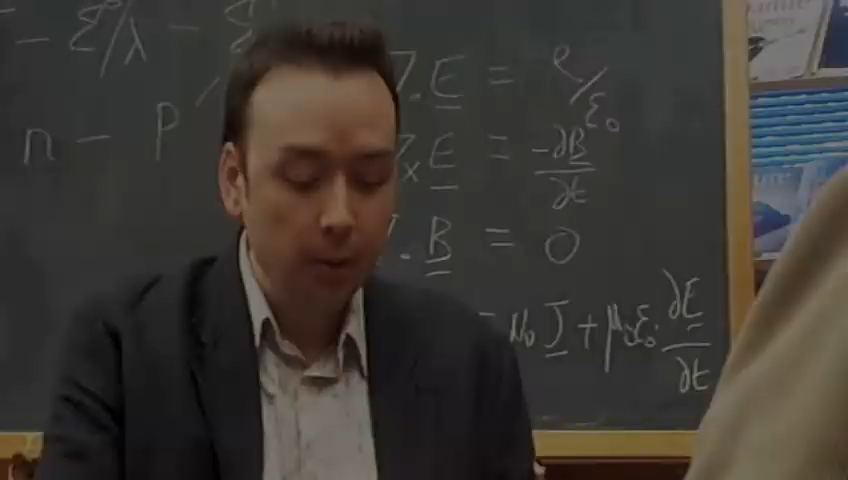 - ξ/λ -
n - p
∇.E = ρ/ε₀
∇×E = -∂B/∂t
∇.B = 0
= μ₀J + μ₀ε₀ ∂E/∂t